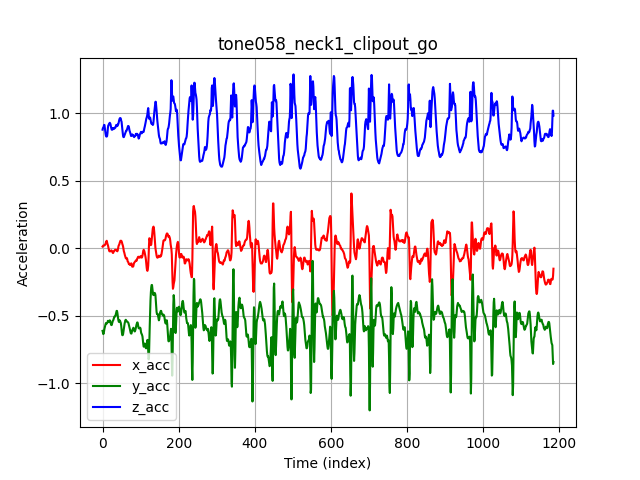 tone058_neck1_clipout_go
Acceleration
1.0
0.5
0.0
−0.5
−1.0
x_acc
y_acc
z_acc
0 200 400 600 800 1000 1200
Time (index)